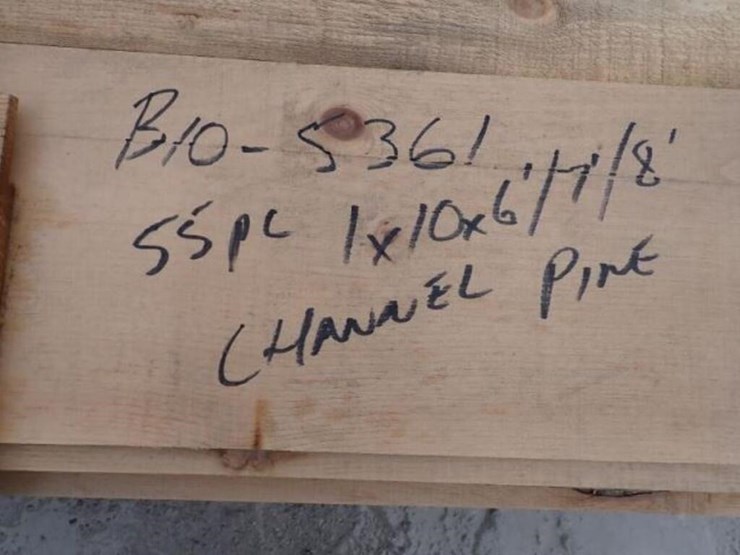 B10-5361
55pc 1x10x6'/7'/8'
CHANNEL PINE